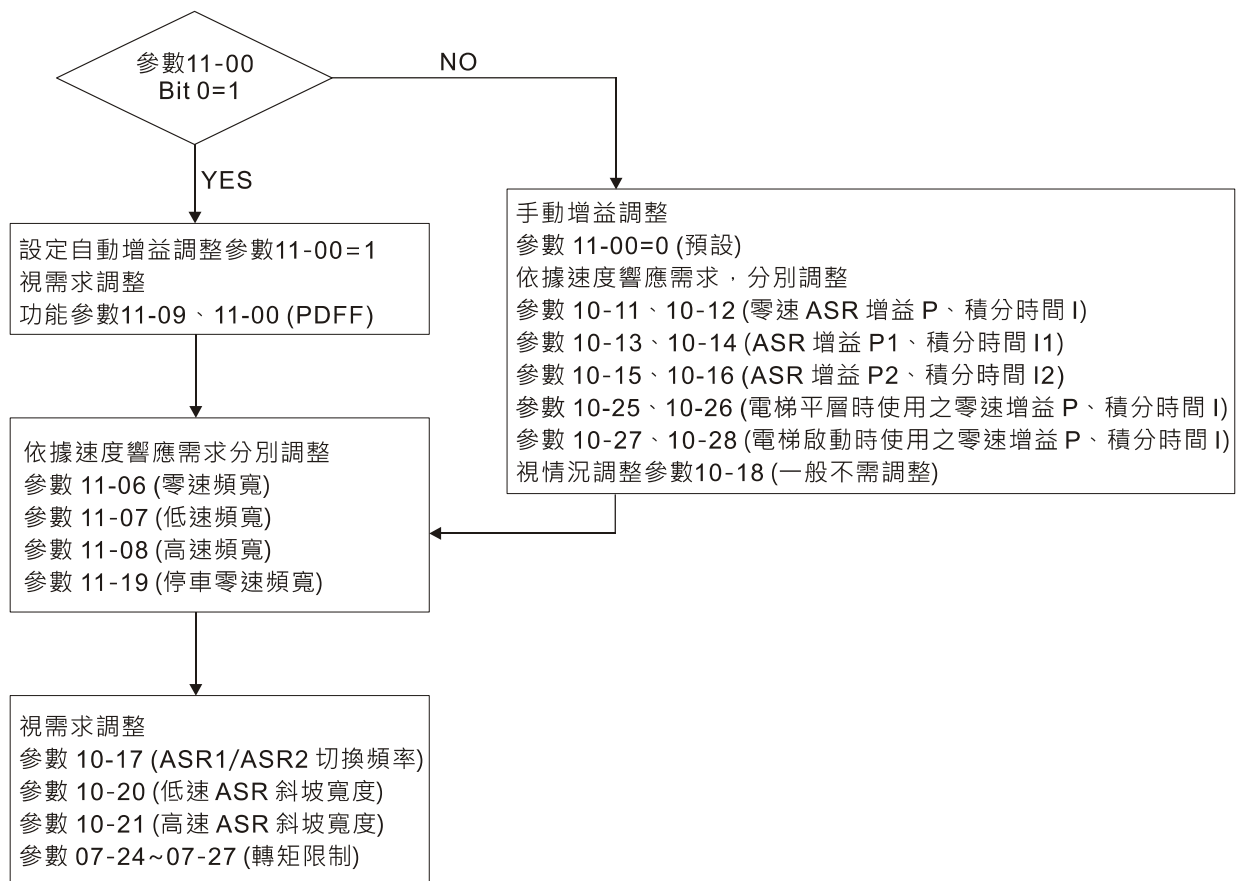 參數11-00
Bit 0=1
NO
YES
設定自動增益調整參數11-00=1
視需求調整
功能參數11-09、11-00 (PDFF)
手動增益調整
參數 11-00=0 (預設)
依據速度響應需求，分別調整
參數 10-11、10-12 (零速 ASR 增益 P、積分時間 I)
參數 10-13、10-14 (ASR 增益 P1、積分時間 I1)
參數 10-15、10-16 (ASR 增益 P2、積分時間 I2)
參數 10-25、10-26 (電梯平層時使用之零速增益 P、積分時間 I)
參數 10-27、10-28 (電梯啟動時使用之零速增益 P、積分時間 I)
視情況調整參數10-18 (一般不需調整)
依據速度響應需求分別調整
參數 11-06 (零速頻寬)
參數 11-07 (低速頻寬)
參數 11-08 (高速頻寬)
參數 11-19 (停車零速頻寬)
視需求調整
參數 10-17 (ASR1/ASR2 切換頻率)
參數 10-20 (低速 ASR 斜坡寬度)
參數 10-21 (高速 ASR 斜坡寬度)
參數 07-24~07-27 (轉矩限制)